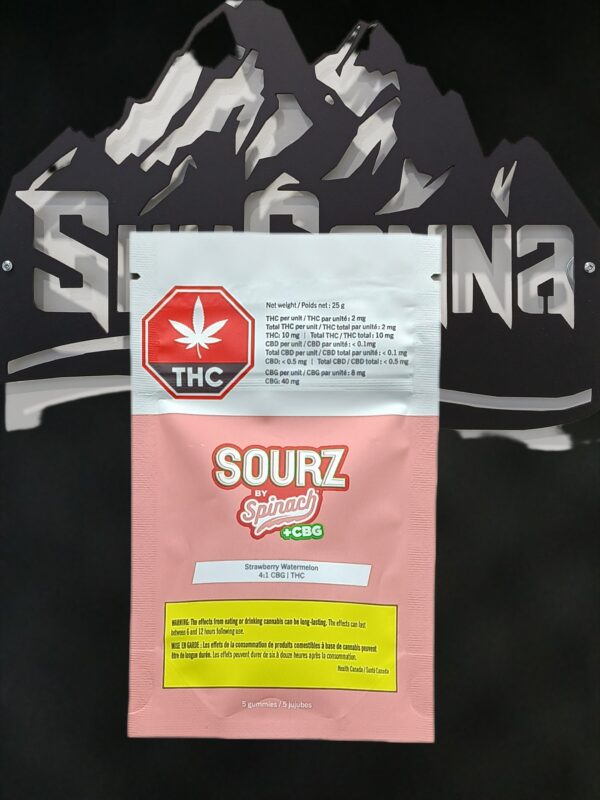 THC
Net weight / Poids net : 25 g
THC per unit / THC par unité : 2 mg
Total THC per unit / THC total par unité : 2 mg
THC: 10 mg | Total THC / THC total : 10 mg
CBD per unit / CBD par unité : < 0.1mg
Total CBD per unit / CBD total par unité : < 0.1 mg
CBD: < 0.5 mg | Total CBD / CBD total : < 0.5 mg
CBG per unit / CBG par unité : 8 mg
CBG: 40 mg
SOURZ
BY
Spinach
+CBG
Strawberry Watermelon
4:1 CBG | THC
WARNING: The effects from eating or drinking cannabis can be long-lasting. The effects can last
between 6 and 12 hours following use.
MISE EN GARDE : Les effets de la consommation de produits comestibles à base de cannabis peuvent
être de longue durée. Les effets peuvent durer de six à douze heures après la consommation.
Health Canada / Santé Canada
5 gummies / 5 jujubes